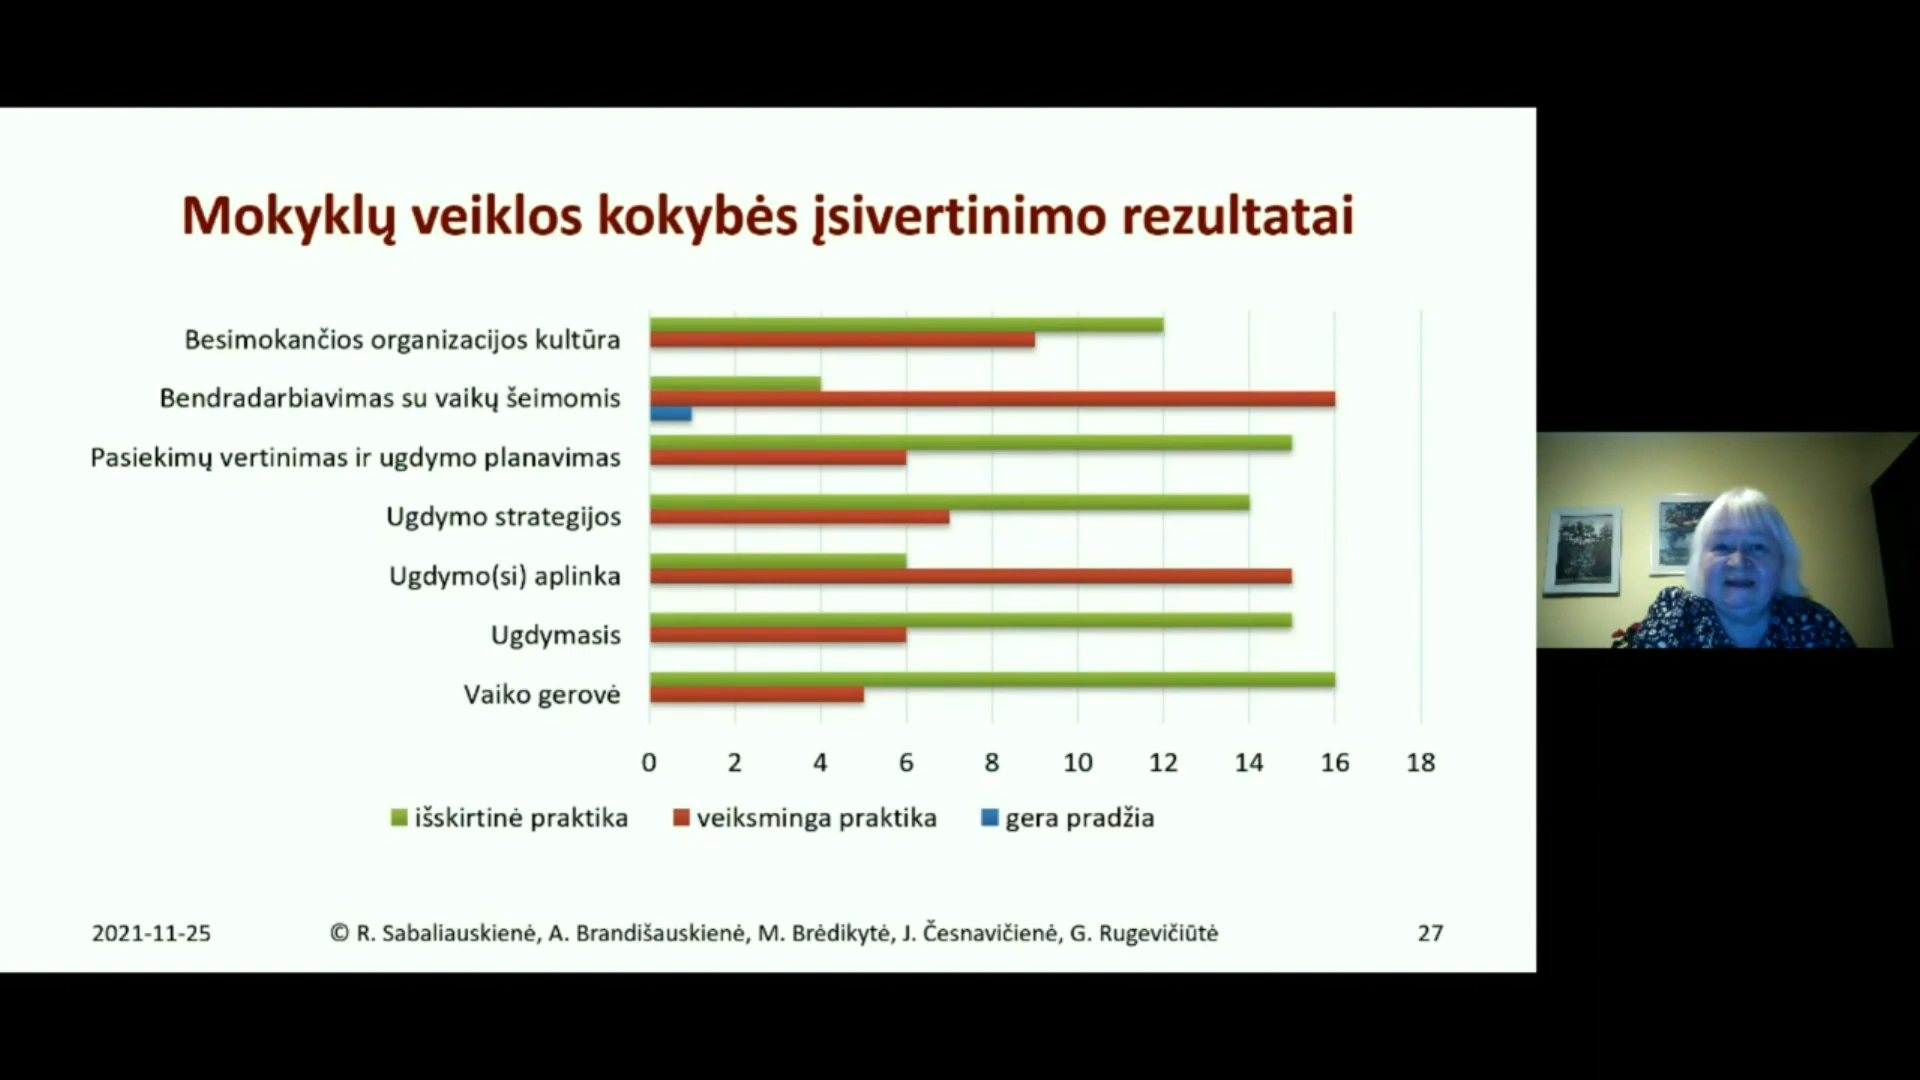 Mokyklų veiklos kokybės įsivertinimo rezultatai
Besimokančios organizacijos kultūra
Bendradarbiavimas su vaikų šeimomis
Pasiekimų vertinimas ir ugdymo planavimas
Ugdymo strategijos
Ugdymo(si) aplinka
Ugdymasis
Vaiko gerovė
0 2 4 6 8 10 12 14 16 18
išskirtinė praktika veiksminga praktika gera pradžia
2021-11-25 © R. Sabaliauskienė, A. Brandišauskienė, M. Brėdikytė, J. Česnavičienė, G. Rugevičiūtė 27